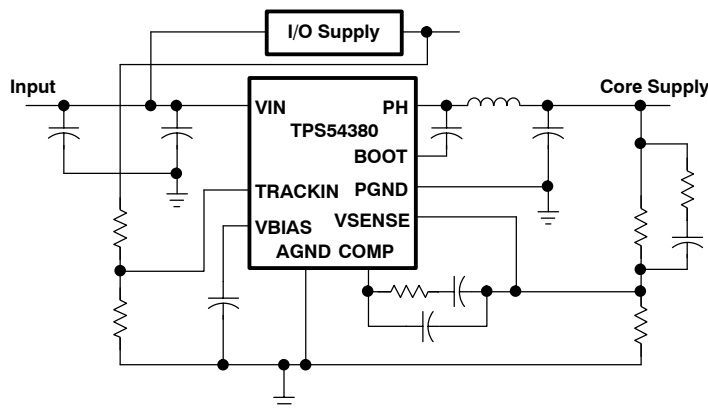 I/O Supply
Input
Core Supply
VIN
PH
TPS54380
BOOT
TRACKIN
PGND
VBIAS
VSENSE
AGND COMP